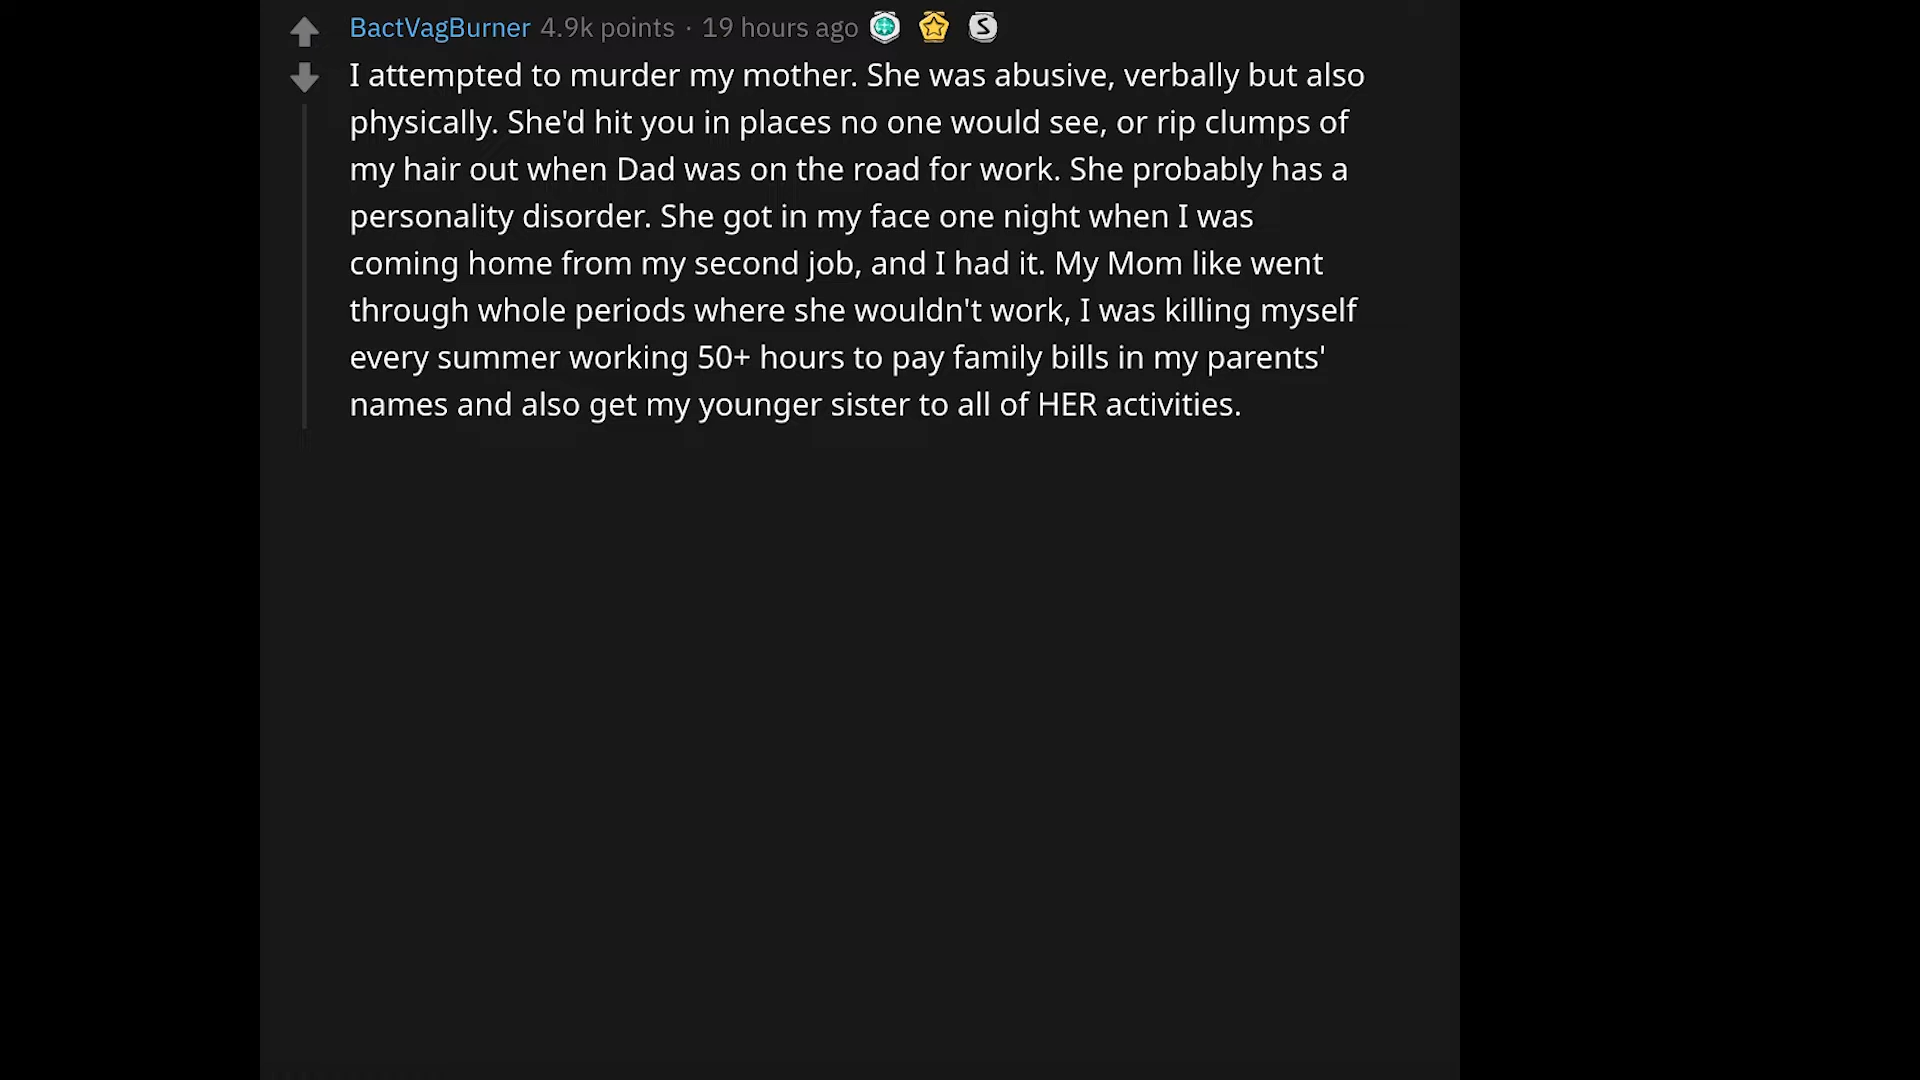 BactVagBurner 4.9k points · 19 hours ago
I attempted to murder my mother. She was abusive, verbally but also
physically. She'd hit you in places no one would see, or rip clumps of
my hair out when Dad was on the road for work. She probably has a
personality disorder. She got in my face one night when I was
coming home from my second job, and I had it. My Mom like went
through whole periods where she wouldn't work, I was killing myself
every summer working 50+ hours to pay family bills in my parents'
names and also get my younger sister to all of HER activities.